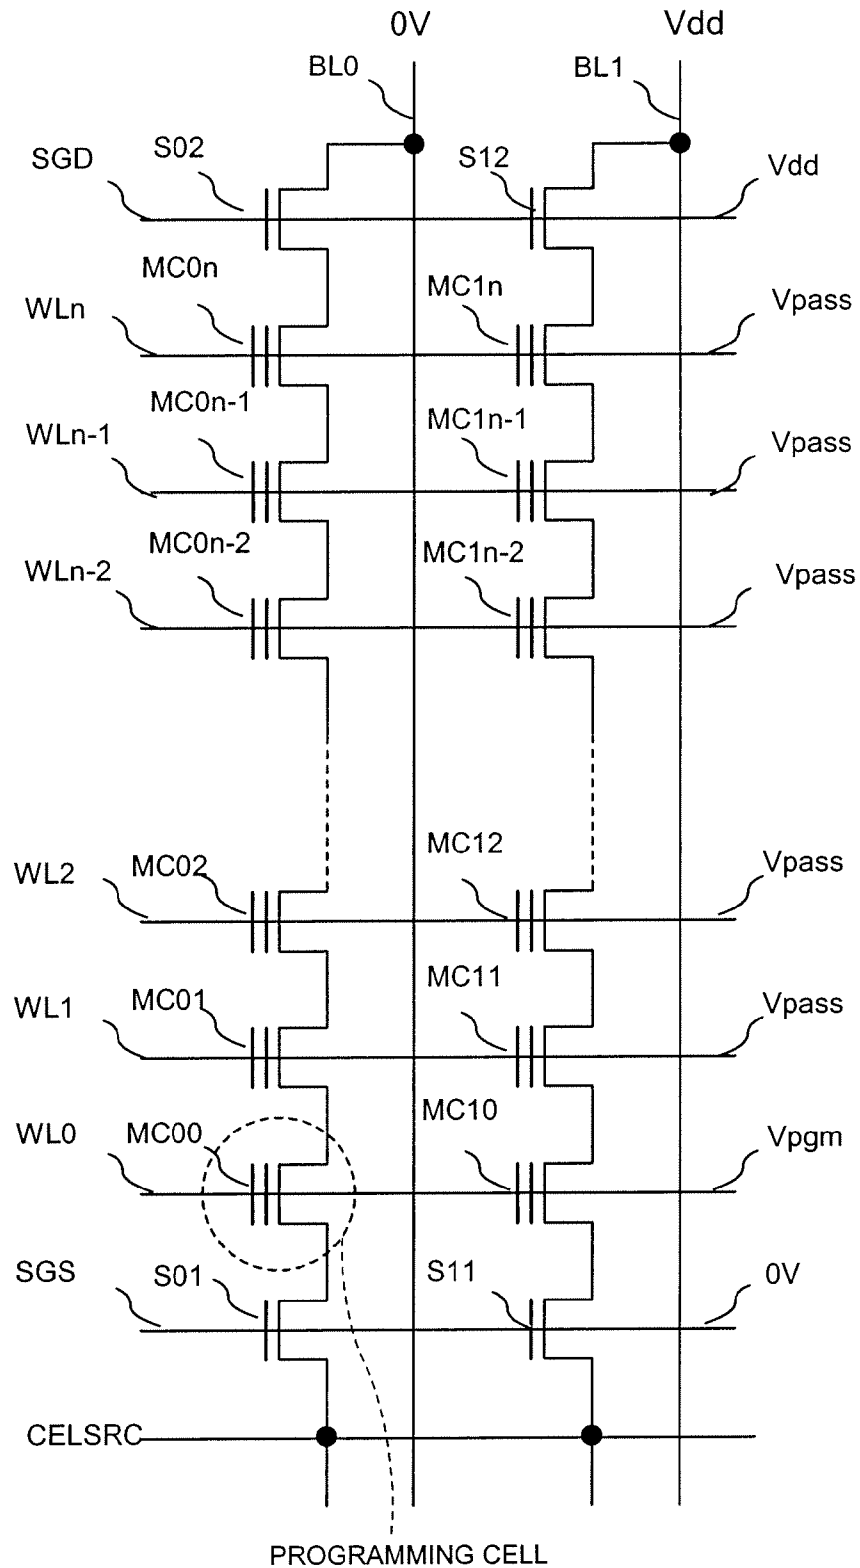 0V Vdd
BL0 BL1
SGD S02 S12 Vdd
WLn MC0n MC1n Vpass
WLn-1 MC0n-1 MC1n-1 Vpass
WLn-2 MC0n-2 MC1n-2 Vpass
WL2 MC02 MC12 Vpass
WL1 MC01 MC11 Vpass
WL0 MC00 MC10 Vpgm
SGS S01 S11 0V
CELSRC
PROGRAMMING CELL